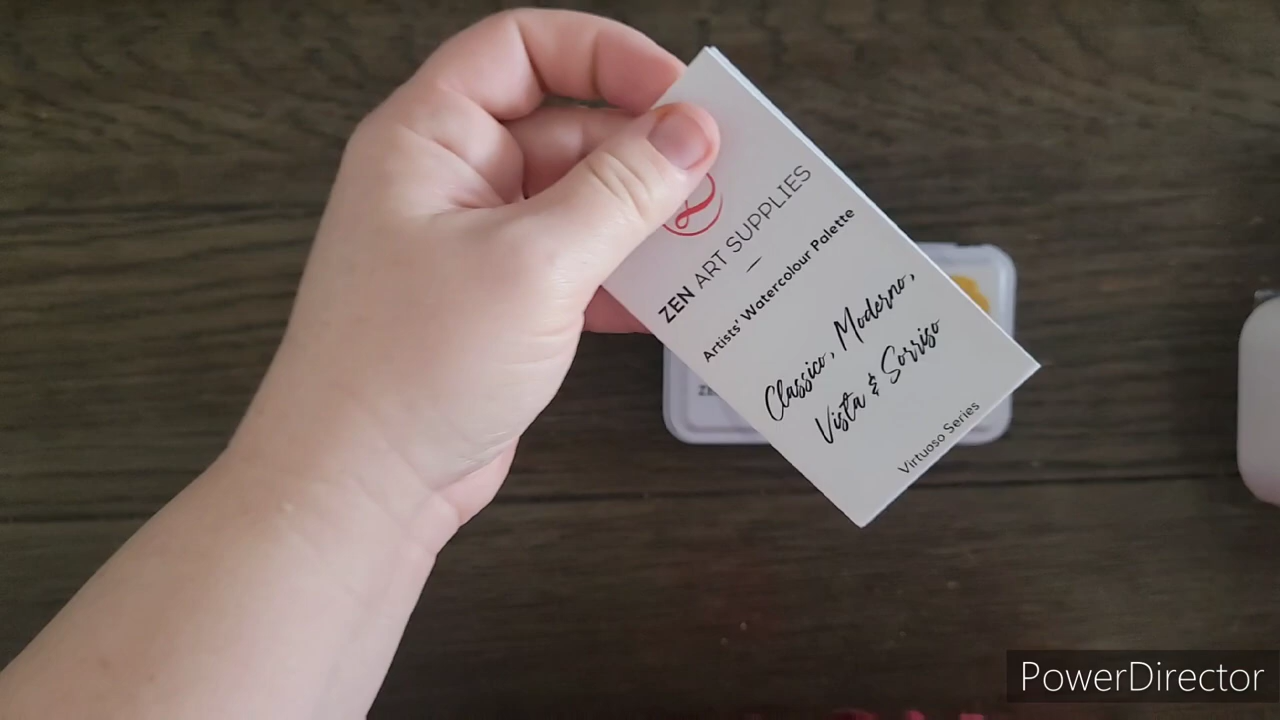 ZEN ART SUPPLIES
Artists' Watercolour Palette
Classico, Moderno,
Vista & Sorriso
Virtuoso Series
PowerDirector